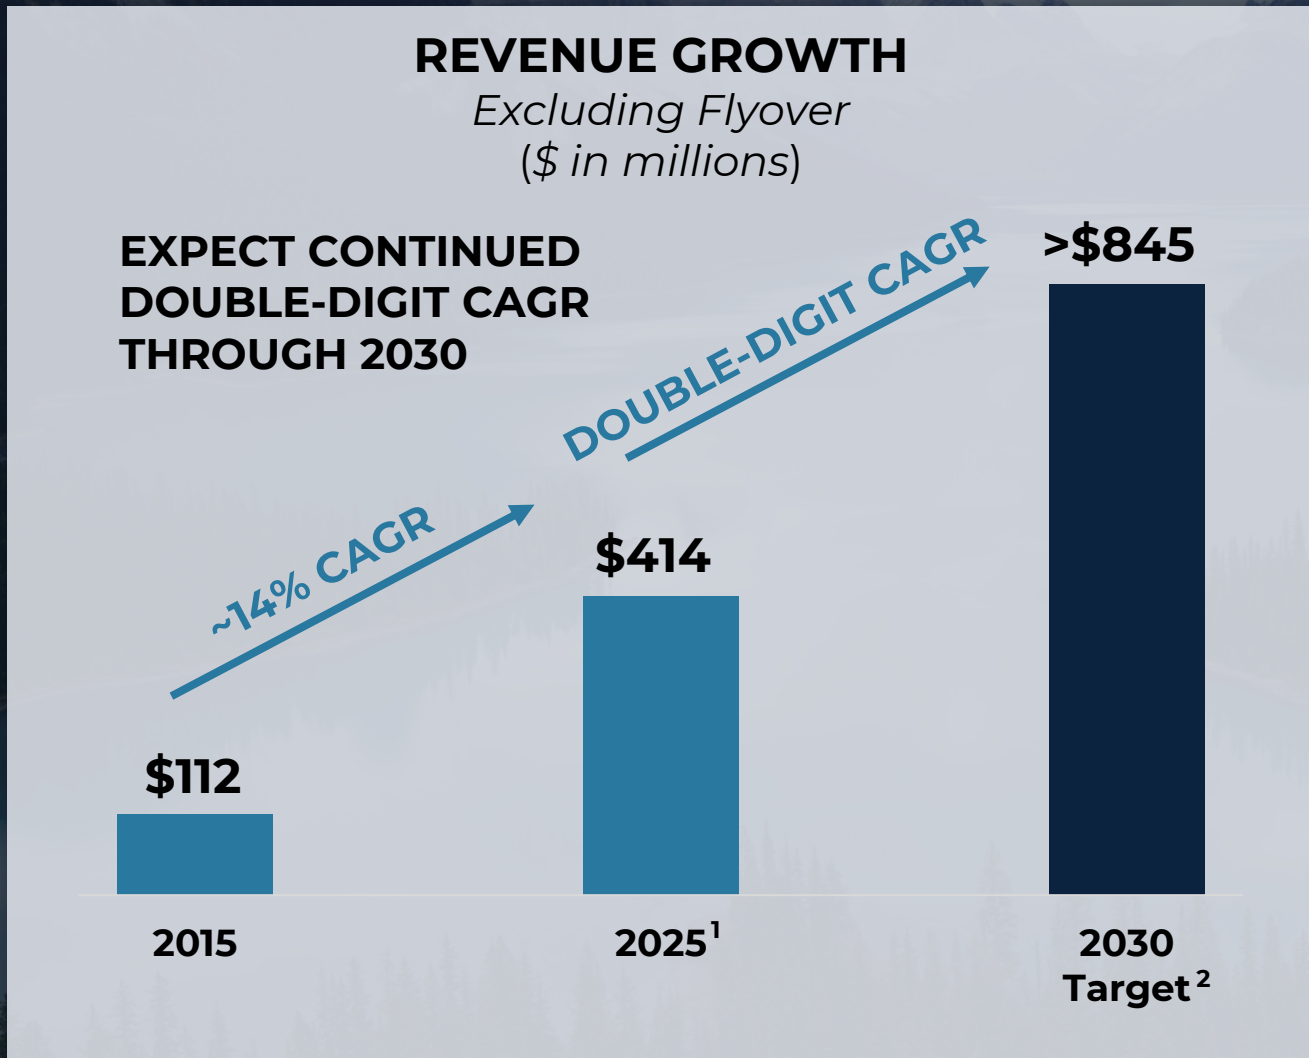 REVENUE GROWTH
Excluding Flyover
($ in millions)
EXPECT CONTINUED
DOUBLE-DIGIT CAGR
THROUGH 2030
~14% CAGR
DOUBLE-DIGIT CAGR
$112
$414
>$845
2015
2025¹
2030
Target²